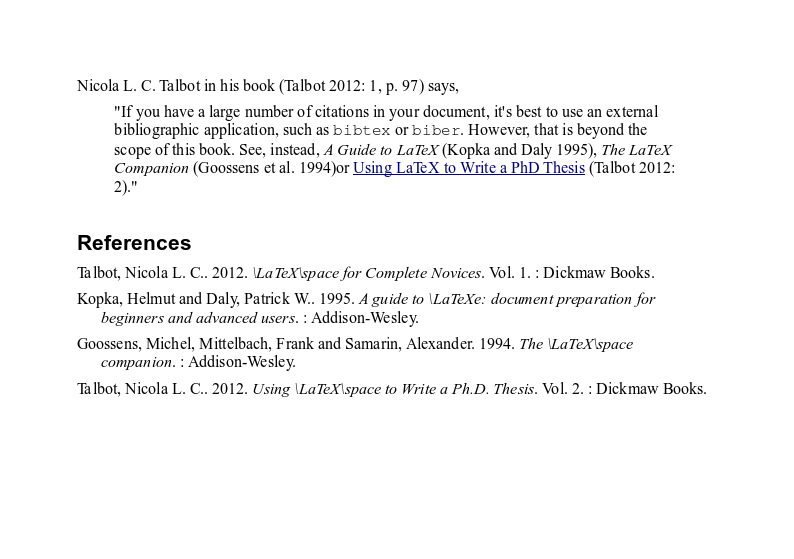 Nicola L. C. Talbot in his book (Talbot 2012: 1, p. 97) says,
"If you have a large number of citations in your document, it's best to use an external
bibliographic application, such as bibtex or biber. However, that is beyond the
scope of this book. See, instead, A Guide to LaTeX (Kopka and Daly 1995), The LaTeX
Companion (Goossens et al. 1994)or Using LaTeX to Write a PhD Thesis (Talbot 2012:
2)."
References
Talbot, Nicola L. C.. 2012. \LaTeX\space for Complete Novices. Vol. 1. : Dickmaw Books.
Kopka, Helmut and Daly, Patrick W.. 1995. A guide to \LaTeXe: document preparation for
beginners and advanced users. : Addison-Wesley.
Goossens, Michel, Mittelbach, Frank and Samarin, Alexander. 1994. The \LaTeX\space
companion. : Addison-Wesley.
Talbot, Nicola L. C.. 2012. Using \LaTeX\space to Write a Ph.D. Thesis. Vol. 2. : Dickmaw Books.